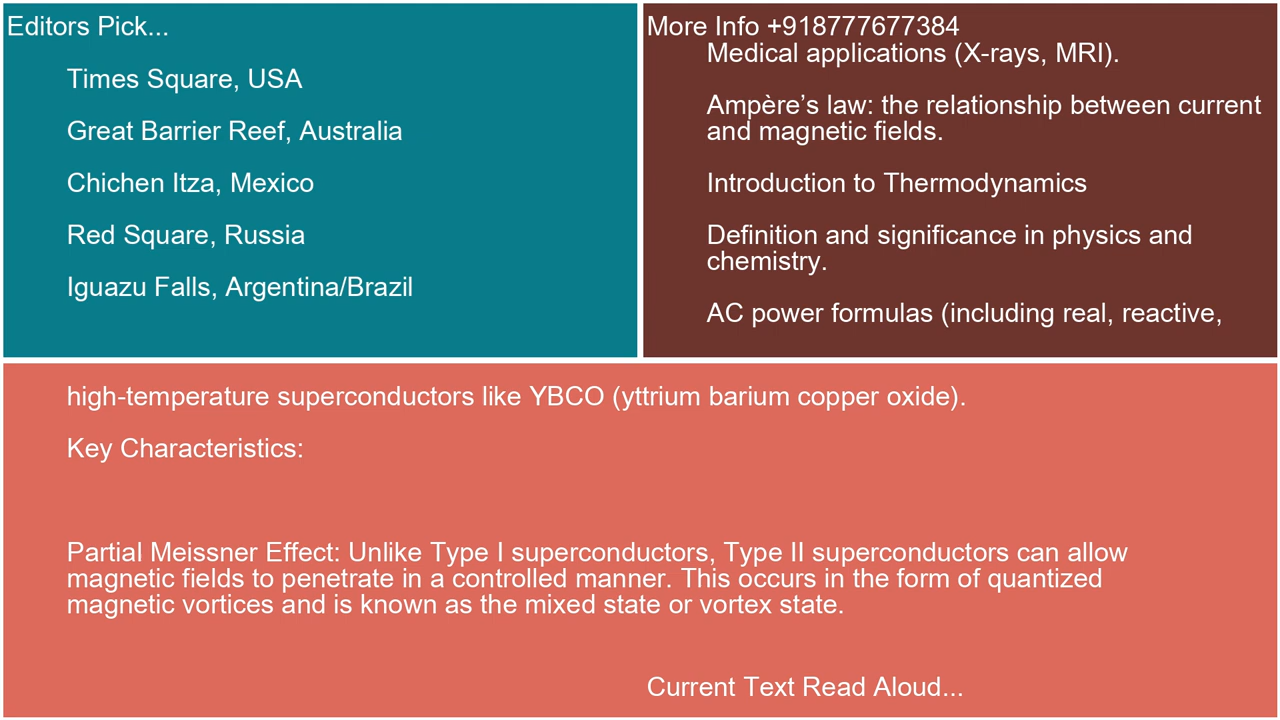 Editors Pick...
Times Square, USA
Great Barrier Reef, Australia
Chichen Itza, Mexico
Red Square, Russia
Iguazu Falls, Argentina/Brazil
More Info +918777677384
Medical applications (X-rays, MRI).
Ampère’s law: the relationship between current
and magnetic fields.
Introduction to Thermodynamics
Definition and significance in physics and
chemistry.
AC power formulas (including real, reactive,
high-temperature superconductors like YBCO (yttrium barium copper oxide).
Key Characteristics:
Partial Meissner Effect: Unlike Type I superconductors, Type II superconductors can allow
magnetic fields to penetrate in a controlled manner. This occurs in the form of quantized
magnetic vortices and is known as the mixed state or vortex state.
Current Text Read Aloud...